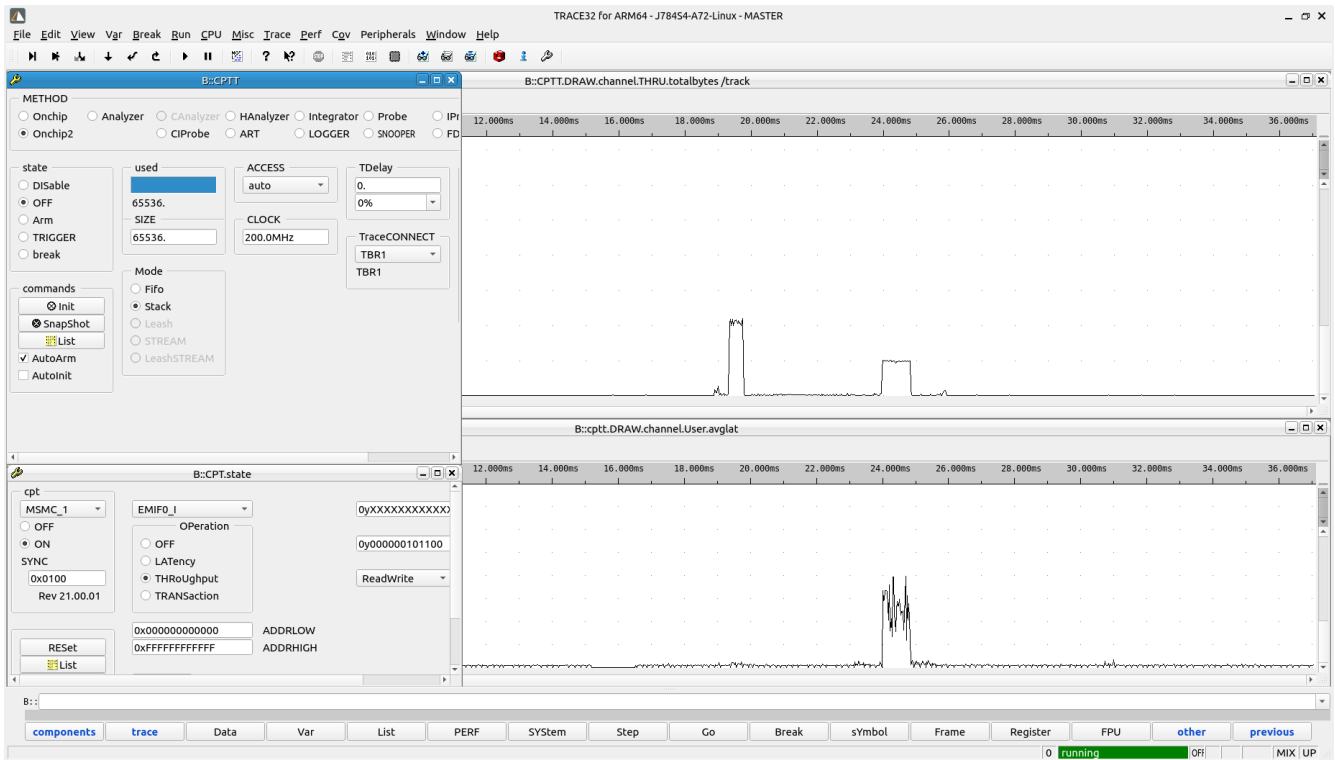 TRACE32 for ARM64 - J784S4-A72-Linux - MASTER
File Edit View Var Break Run CPU Misc Trace Perf Cov Peripherals Window Help
B::CPTT
METHOD
Onchip Analyzer CAnalyzer HAnalyzer Integrator Probe IPr
Onchip2 CIProbe ART LOGGER SNOOPER FD
state used ACCESS TDelay
DISable auto 0.
OFF 65536. 0%
Arm SIZE CLOCK
TRIGGER 65536. 200.0MHz TraceCONNECT
break TBR1
Mode TBR1
commands Fifo
Init Stack
SnapShot Leash
List STREAM
AutoArm LeashSTREAM
AutoInit
B::CPTT.DRAW.channel.THRU.totalbytes /track
12.000ms 14.000ms 16.000ms 18.000ms 20.000ms 22.000ms 24.000ms 26.000ms 28.000ms 30.000ms 32.000ms 34.000ms 36.000ms
B::cptt.DRAW.channel.User.avglat
12.000ms 14.000ms 16.000ms 18.000ms 20.000ms 22.000ms 24.000ms 26.000ms 28.000ms 30.000ms 32.000ms 34.000ms 36.000ms
B::CPT.state
cpt
MSMC_1 EMIF0_I 0yXXXXXXXXXXXX
OFF OPeration
ON OFF 0y000000101100
SYNC LATency
0x0100 THRoUghput ReadWrite
Rev 21.00.01 TRANSaction
0x000000000000 ADDRLOW
RESet 0xFFFFFFFFFFFF ADDRHIGH
List
B::
components trace Data Var List PERF SYStem Step Go Break sYmbol Frame Register FPU other previous
0 running OFF MIX UP